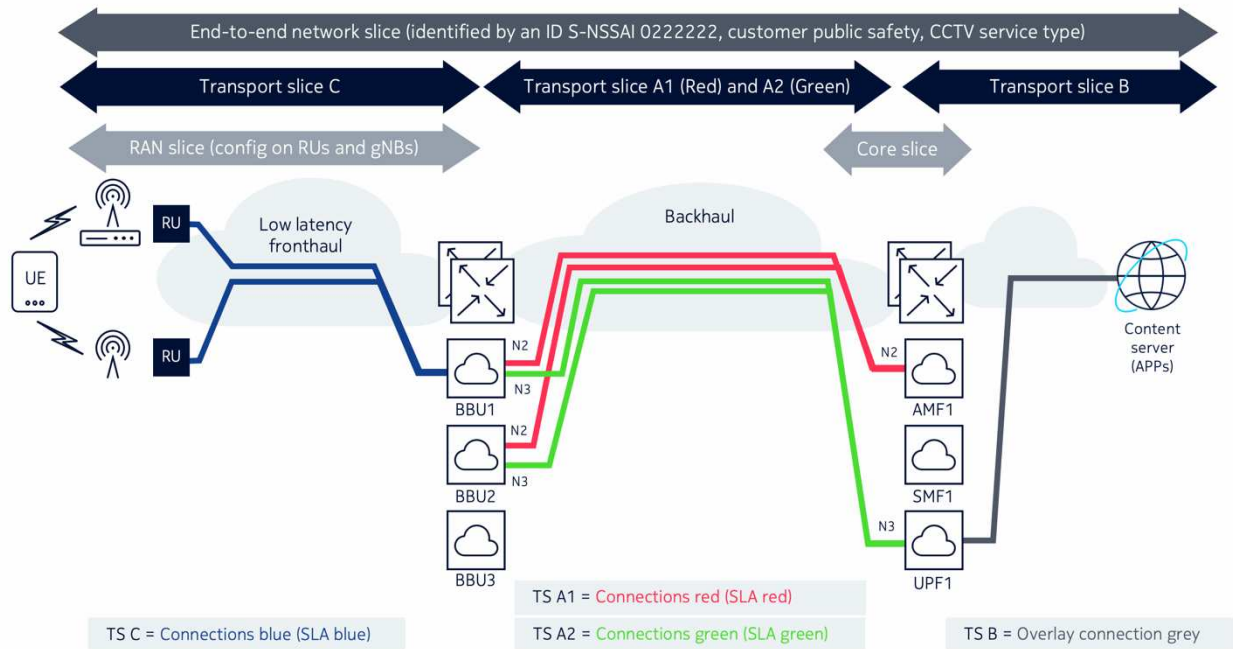 End-to-end network slice (identified by an ID S-NSSAI 0222222, customer public safety, CCTV service type)
Transport slice C
Transport slice A1 (Red) and A2 (Green)
Transport slice B
RAN slice (config on RUs and gNBs)
Core slice
RU
Low latency
fronthaul
Backhaul
UE
RU
Content
server
(APPs)
N2
N3
BBU1
N2
AMF1
N2
N3
BBU2
SMF1
N3
BBU3
UPF1
TS A1 = Connections red (SLA red)
TS C = Connections blue (SLA blue)
TS A2 = Connections green (SLA green)
TS B = Overlay connection grey